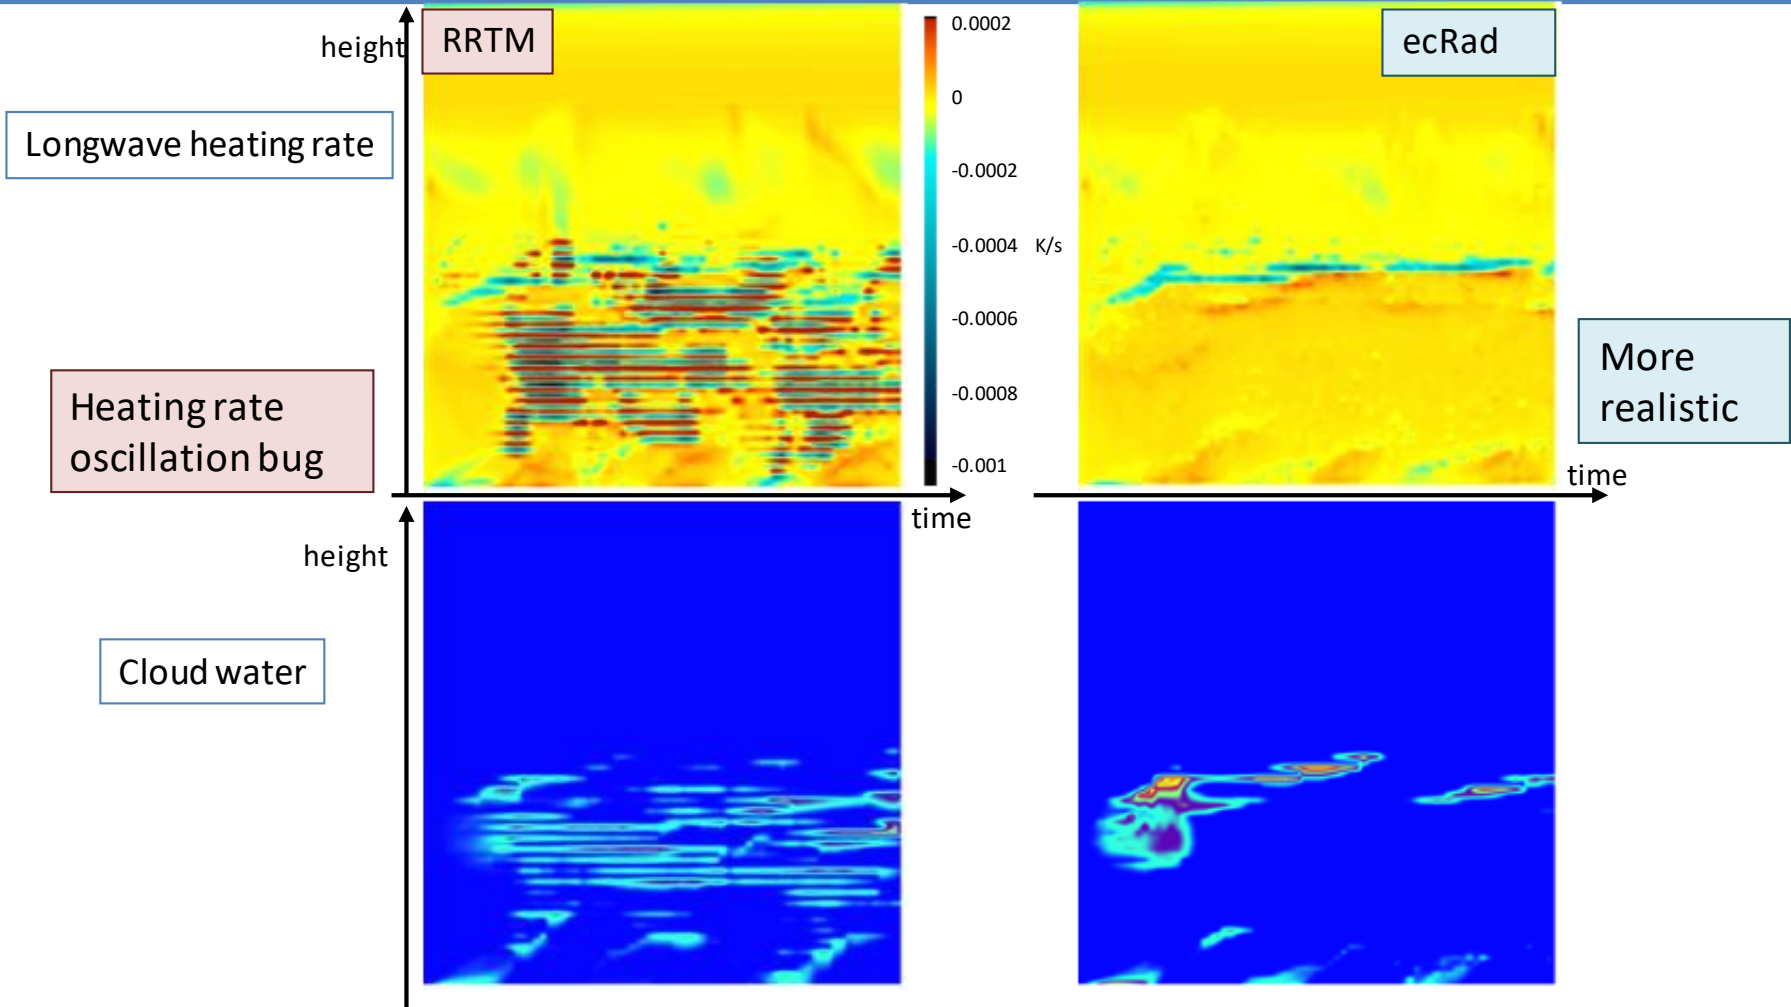 height
RRTM
0.0002
0
-0.0002
-0.0004 K/s
-0.0006
-0.0008
-0.001
ecRad
Longwave heating rate
Heating rate
oscillation bug
More
realistic
time
time
height
Cloud water